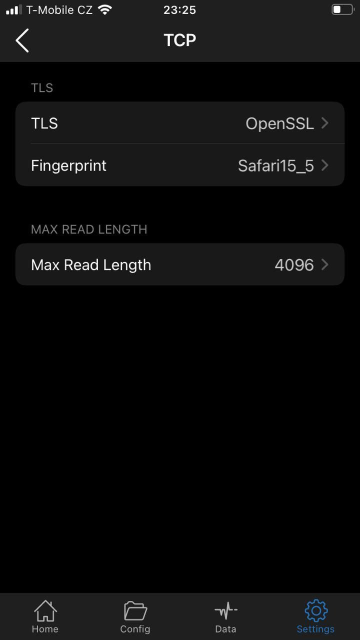 T-Mobile CZ 23:25
TCP
TLS
TLS OpenSSL
Fingerprint Safari15_5
MAX READ LENGTH
Max Read Length 4096
Home Config Data Settings